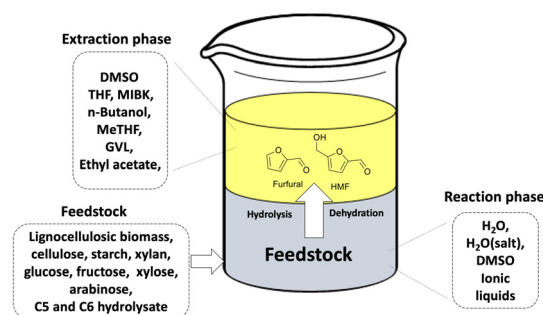 Extraction phase
DMSO
THF, MIBK,
n-Butanol,
MeTHF,
GVL,
Ethyl acetate,
OH
O
O
O
O
Furfural
HMF
Feedstock
Lignocellulosic biomass,
cellulose, starch, xylan,
glucose, fructose, xylose,
arabinose,
C5 and C6 hydrolysate
Hydrolysis
Dehydration
Feedstock
Reaction phase
H₂O,
H₂O(salt),
DMSO
Ionic
liquids